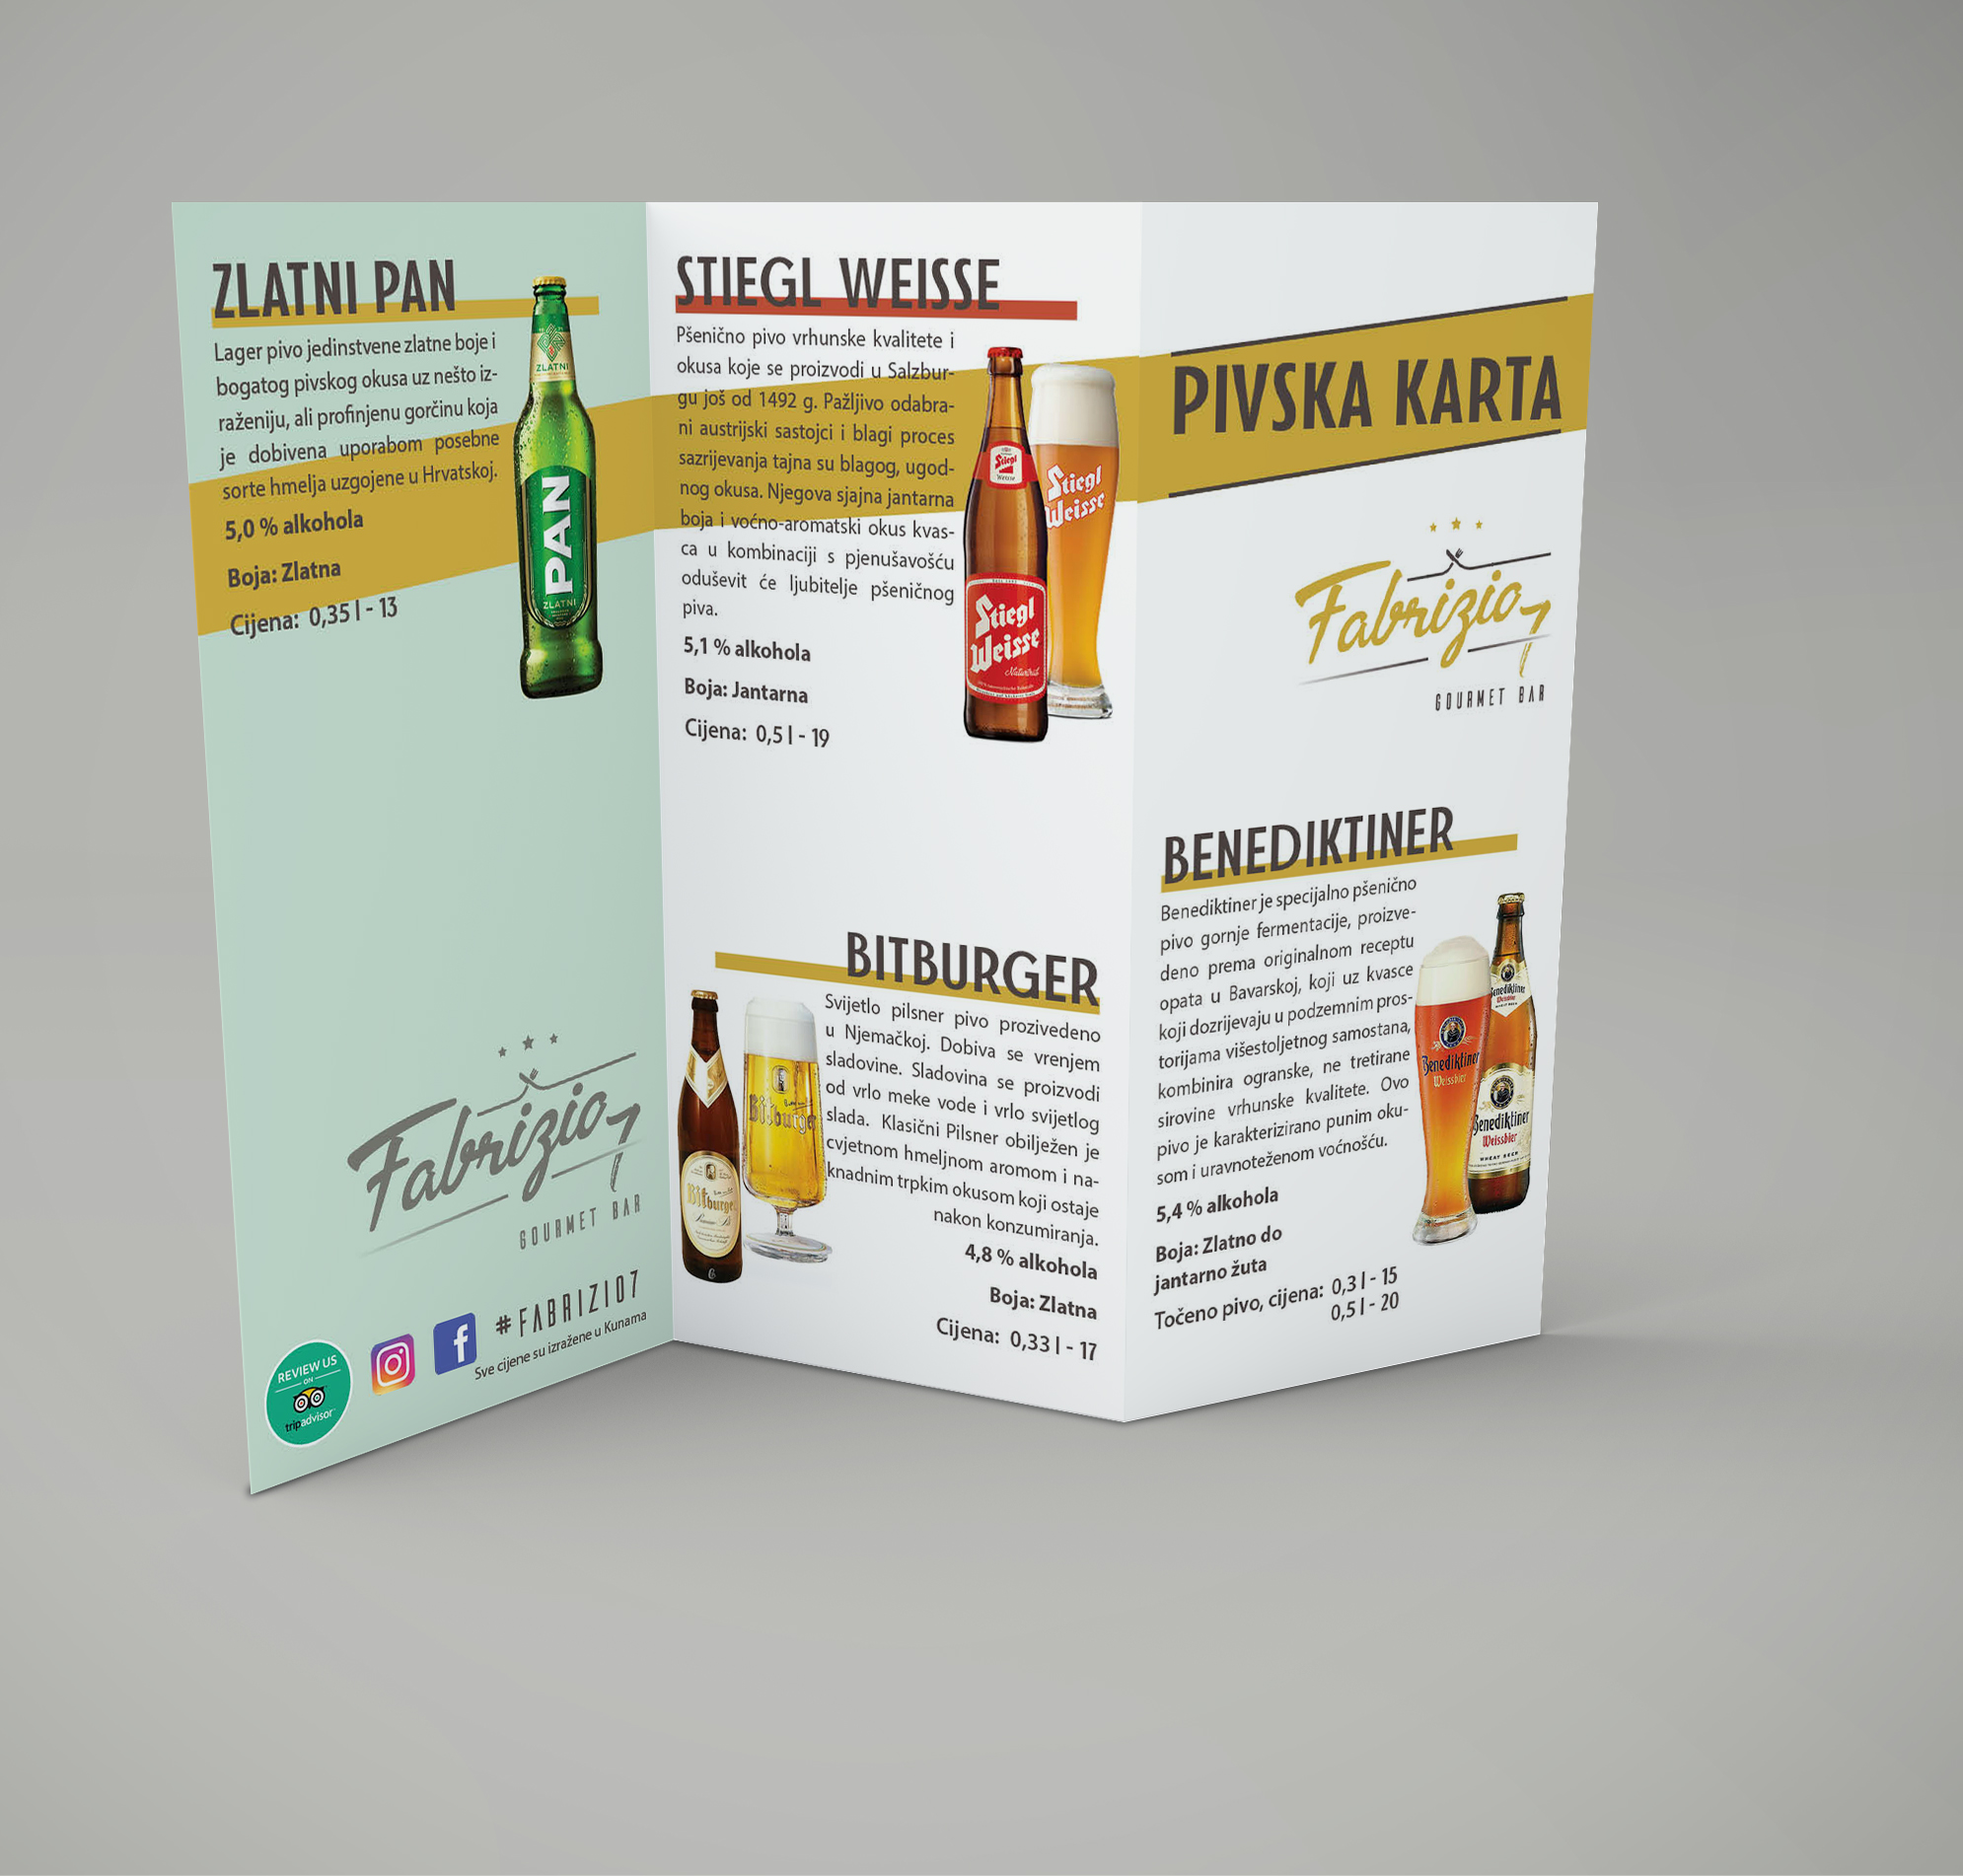 ZLATNI PAN
Lager pivo jedinstvene zlatne boje i
bogatog pivskog okusa uz nešto iz-
raženiju, ali profinjenu gorčinu koja
je dobivena uporabom posebne
sorte hmelja uzgojene u Hrvatskoj.
5,0 % alkohola
Boja: Zlatna
Cijena: 0,35 l - 13
ZLATNI
PAN
ZLATNI
Fabrizio7
GOURMET BAR
#FABRIZIO7
Sve cijene su izražene u Kunama
REVIEW US
ON
tripadvisor
f
STIEGL WEISSE
Pšenično pivo vrhunske kvalitete i
okusa koje se proizvodi u Salzbur-
gu još od 1492 g. Pažljivo odabra-
ni austrijski sastojci i blagi proces
sazrijevanja tajna su blagog, ugod-
nog okusa. Njegova sjajna jantarna
boja i voćno-aromatski okus kvas-
ca u kombinaciji s pjenušavošću
oduševit će ljubitelje pšeničnog
piva.
5,1 % alkohola
Boja: Jantarna
Cijena: 0,5 l - 19
Stiegl
Weisse
Stiegl
Weisse
Naturtrüb
Stiegl
Weisse
BITBURGER
Svijetlo pilsner pivo prozivedeno
u Njemačkoj. Dobiva se vrenjem
sladovine. Sladovina se proizvodi
od vrlo meke vode i vrlo svijetlog
slada. Klasični Pilsner obilježen je
cvjetnom hmeljnom aromom i na-
knadnim trpkim okusom koji ostaje
nakon konzumiranja.
4,8 % alkohola
Boja: Zlatna
Cijena: 0,33 l - 17
Bitburger
Bitburger
PIVSKA KARTA
Fabrizio7
GOURMET BAR
BENEDIKTINER
Benediktiner je specijalno pšenično
pivo gornje fermentacije, proizve-
deno prema originalnom receptu
opata u Bavarskoj, koji uz kvasce
koji dozrijevaju u podzemnim pros-
torijama višestoljetnog samostana,
kombinira ogranske, ne tretirane
sirovine vrhunske kvalitete. Ovo
pivo je karakterizirano punim oku-
som i uravnoteženom voćnošću.
5,4 % alkohola
Boja: Zlatno do
jantarno žuta
Točeno pivo, cijena: 0,3 l - 15
0,5 l - 20
Benediktiner
Weissbier
Benediktiner
Weissbier
Benediktiner
Weissbier
WHEAT BEER